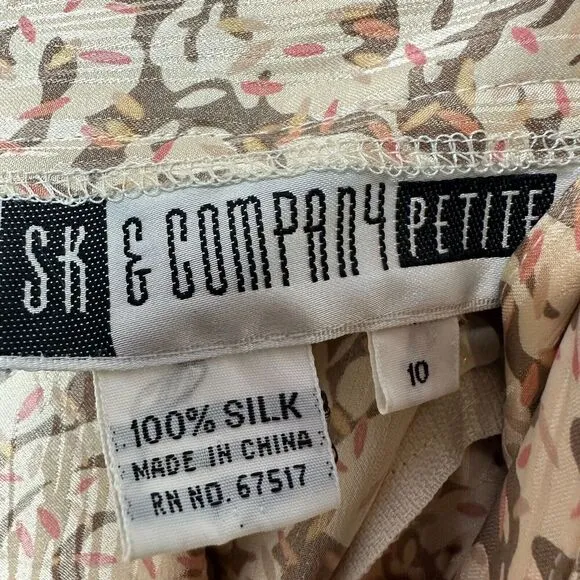 SK & COMPANY PETITE
10
100% SILK
MADE IN CHINA
RN NO. 67517